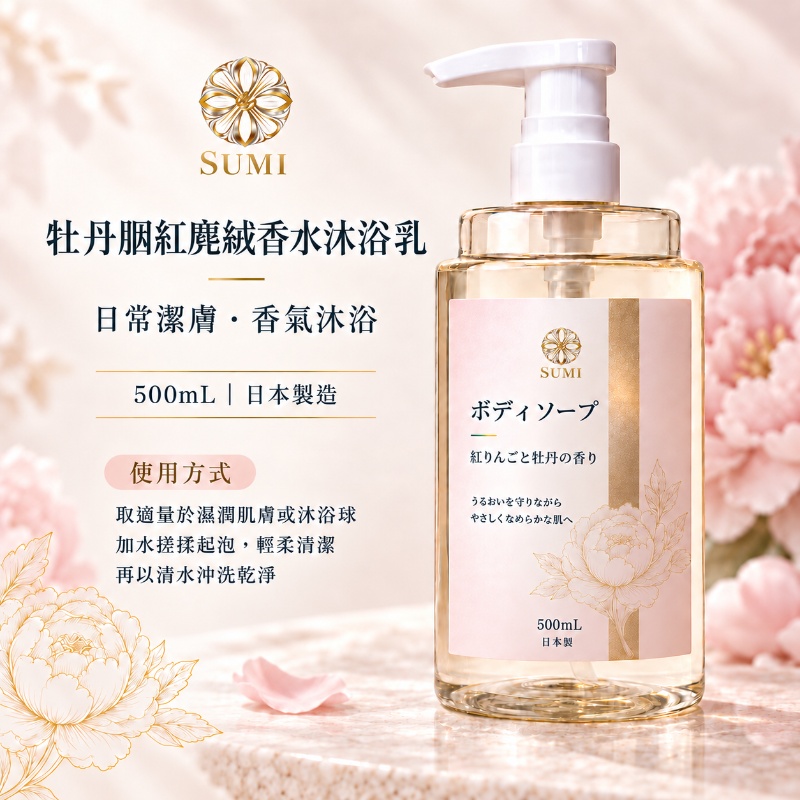 SUMI
牡丹胭紅麂絨香水沐浴乳
日常潔膚・香氣沐浴
500mL | 日本製造
使用方式
取適量於濕潤肌膚或沐浴球
加水搓揉起泡，輕柔清潔
再以清水沖洗乾淨
SUMI
ボディソープ
紅りんごと牡丹の香り
うるおいを守りながら
やさしくなめらかな肌へ
500mL
日本製